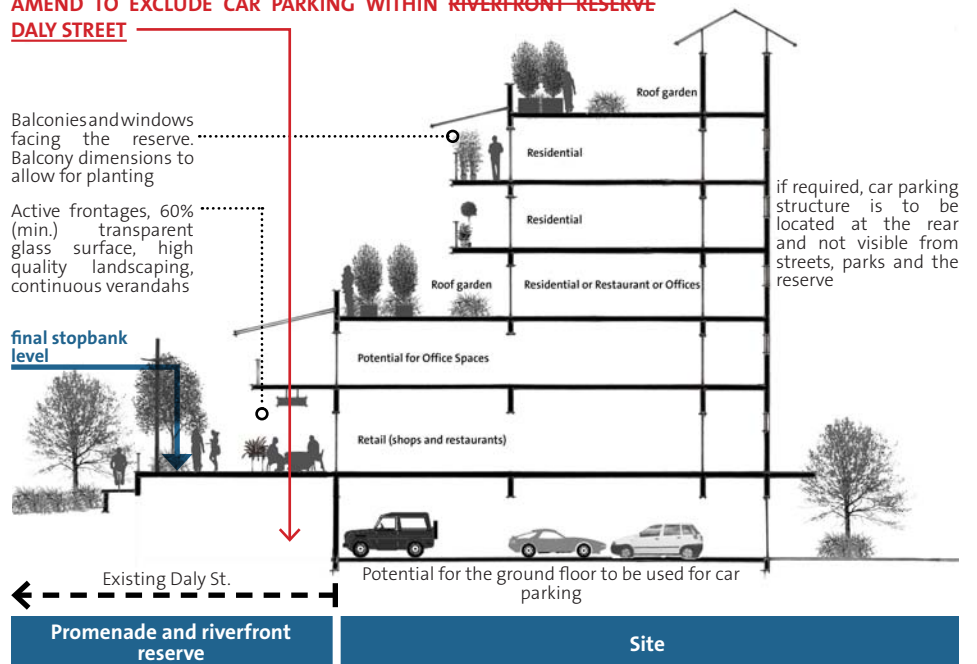 AMEND TO EXCLUDE CAR PARKING WITHIN RIVERFRONT RESERVE
DALY STREET
Roof garden
Balconies and windows
facing the reserve.
Balcony dimensions to
allow for planting
Residential
if required, car parking
structure is to be
located at the rear
and not visible from
streets, parks and the
reserve
Active frontages, 60%
(min.) transparent
glass surface, high
quality landscaping,
continuous verandahs
Residential
Roof garden
Residential or Restaurant or Offices
final stopbank
level
Potential for Office Spaces
Retail (shops and restaurants)
Existing Daly St.
Potential for the ground floor to be used for car
parking
Promenade and riverfront
reserve
Site